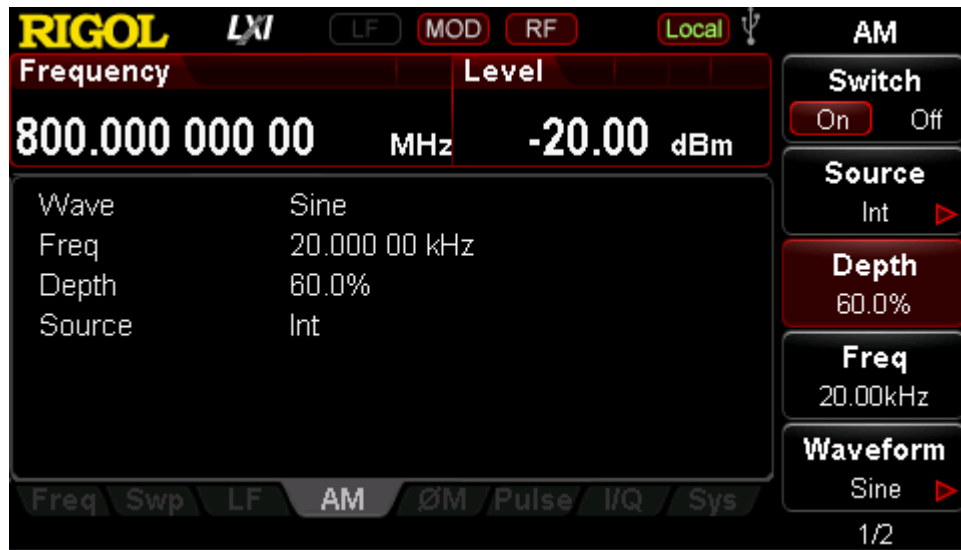 RIGOL LXI LF MOD RF Local
Frequency Level
800.000 000 00 MHz -20.00 dBm
Wave Sine
Freq 20.000 00 kHz
Depth 60.0%
Source Int
Freq Swp LF AM ØM Pulse I/Q Sys
AM
Switch
On Off
Source
Int
Depth
60.0%
Freq
20.00kHz
Waveform
Sine
1/2